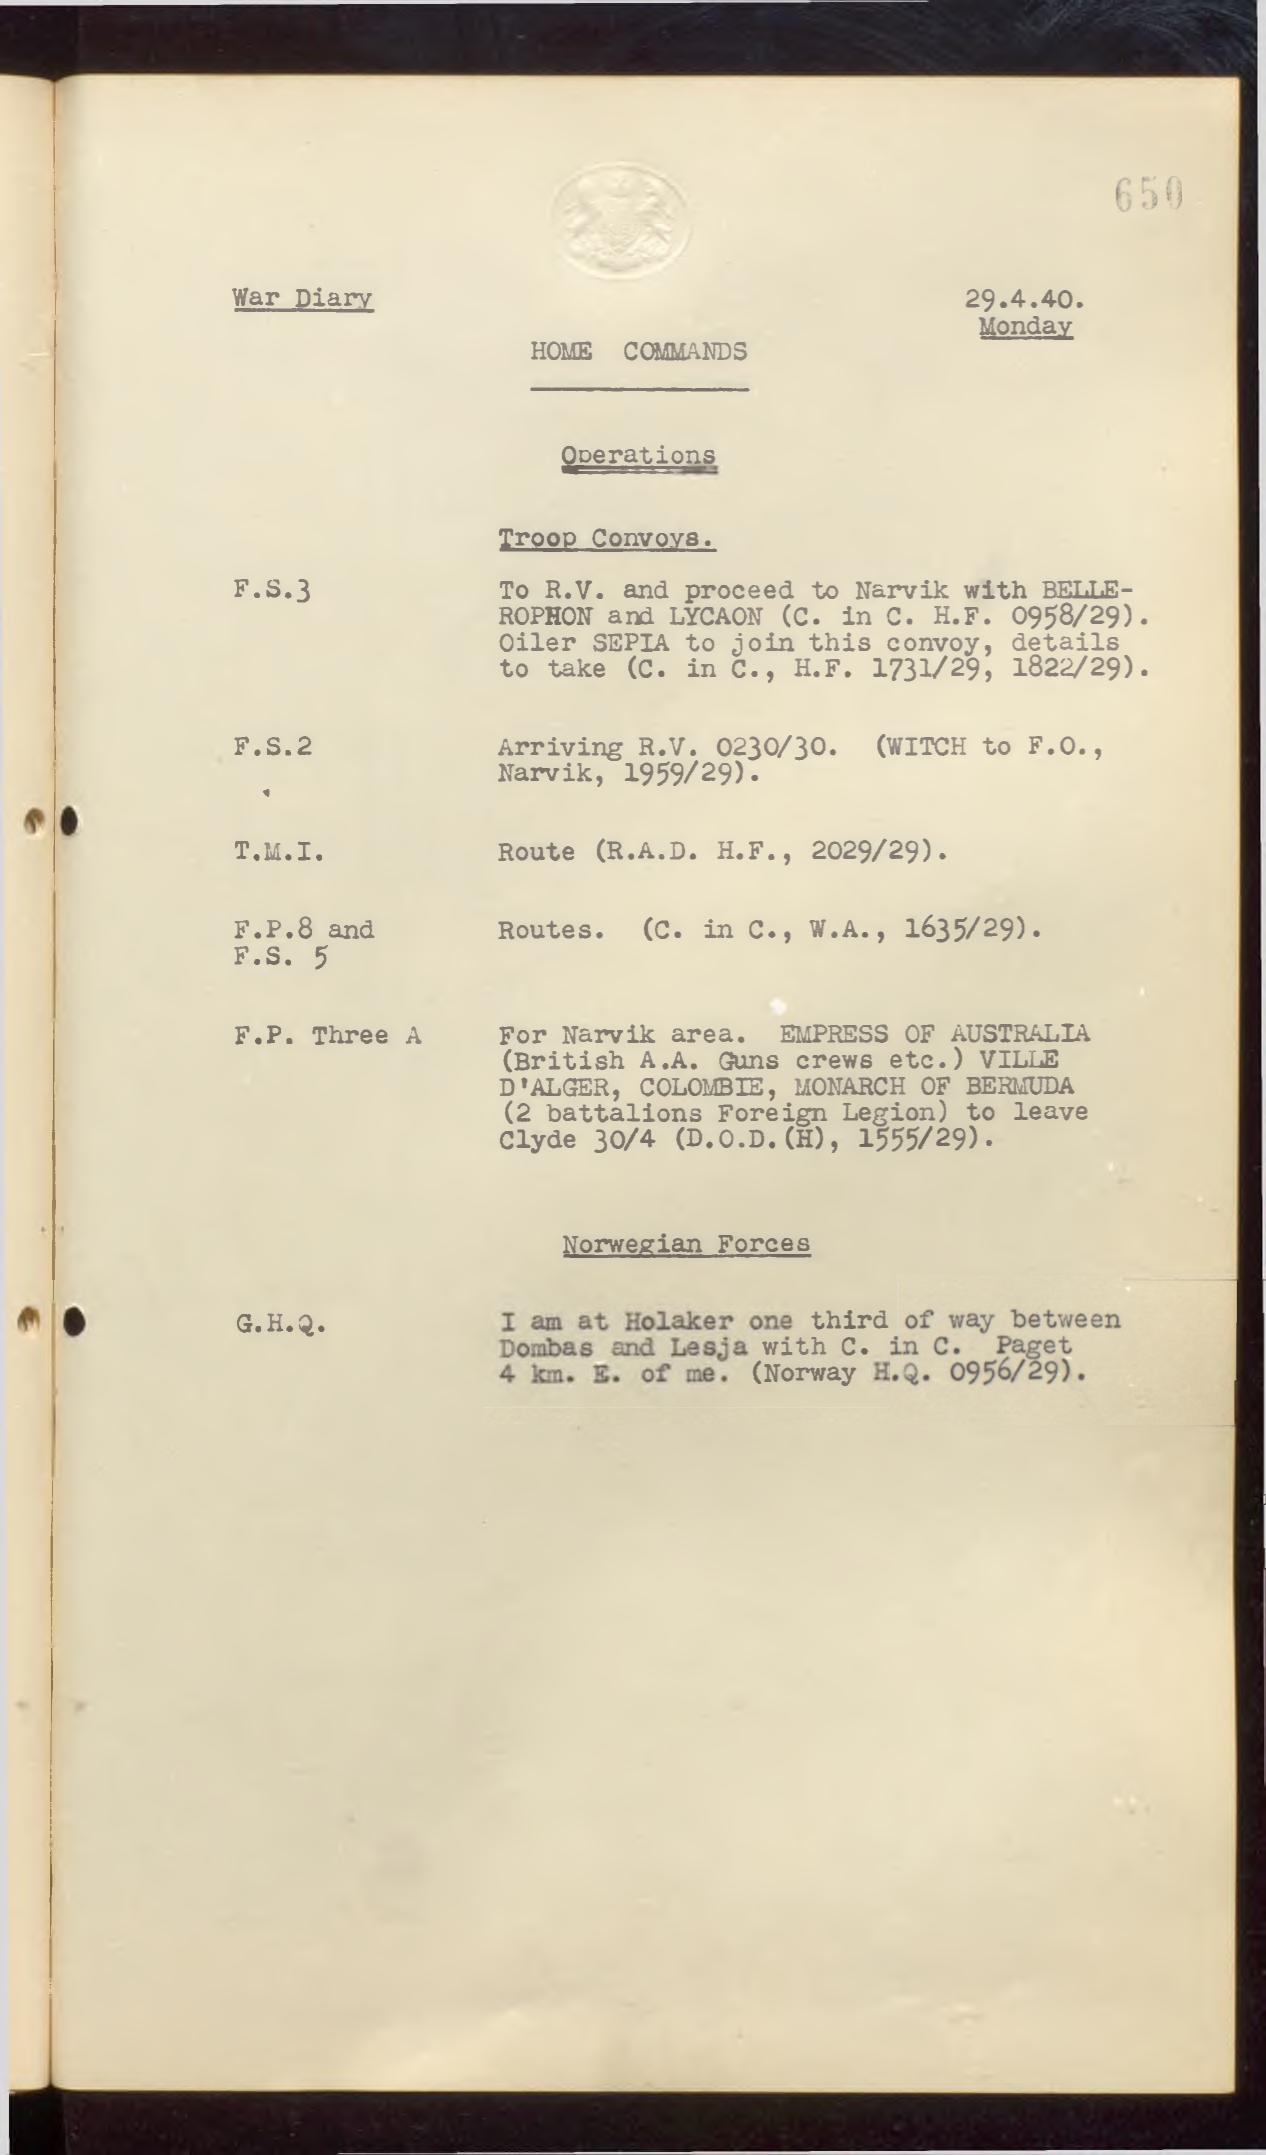 650
War Diary
29.4.40.
Monday
HOME COMMANDS
Operations
Troop Convoys.
F.S.3
To R.V. and proceed to Narvik with BELLE-
ROPHON and LYCAON (C. in C. H.F. 0958/29).
Oiler SEPIA to join this convoy, details
to take (C. in C., H.F. 1731/29, 1822/29).
F.S.2
Arriving R.V. 0230/30. (WITCH to F.O.,
Narvik, 1959/29).
T.M.I.
Route (R.A.D. H.F., 2029/29).
F.P.8 and
F.S. 5
Routes. (C. in C., W.A., 1635/29).
F.P. Three A
For Narvik area. EMPRESS OF AUSTRALIA
(British A.A. Guns crews etc.) VILLE
D'ALGER, COLOMBIE, MONARCH OF BERMUDA
(2 battalions Foreign Legion) to leave
Clyde 30/4 (D.O.D.(H), 1555/29).
Norwegian Forces
G.H.Q.
I am at Holaker one third of way between
Dombas and Lesja with C. in C. Paget
4 km. E. of me. (Norway H.Q. 0956/29).